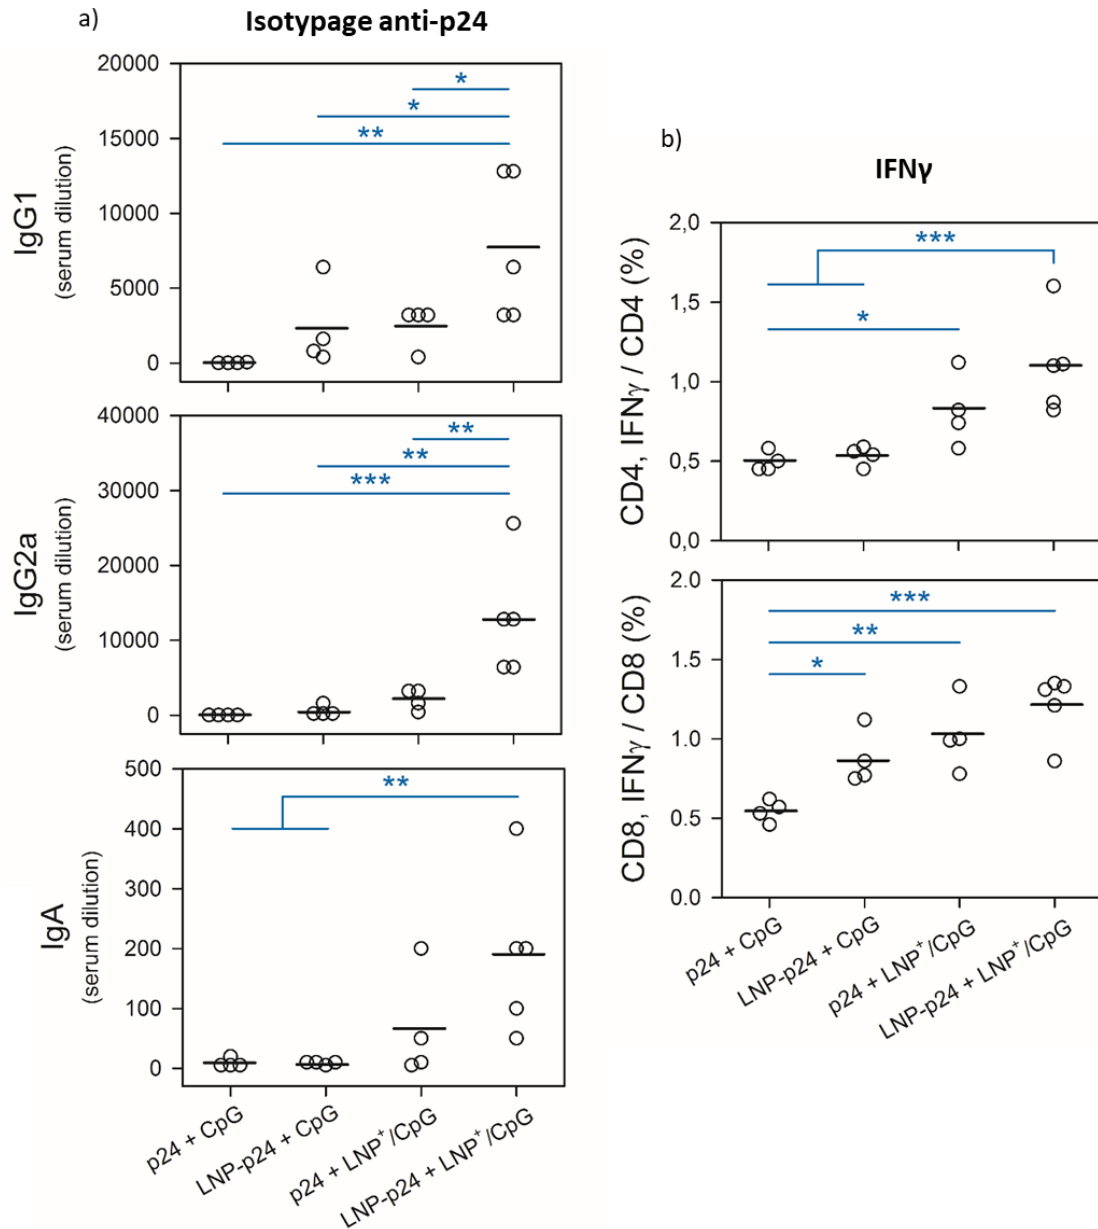 a)
Isotypage anti-p24
IgG1
(serum dilution)
20000
15000
10000
5000
0
*
*
**
IgG2a
(serum dilution)
40000
30000
20000
10000
0
**
**
***
IgA
(serum dilution)
500
400
300
200
100
0
**
p24 + CpG
LNP-p24 + CpG
p24 + LNP⁺/CpG
LNP-p24 + LNP⁺/CpG
b)
IFNγ
CD4, IFNγ / CD4 (%)
2,0
1,5
1,0
0,5
0,0
***
*
CD8, IFNγ / CD8 (%)
2.0
1.5
1.0
0.5
0.0
***
**
*
p24 + CpG
LNP-p24 + CpG
p24 + LNP⁺/CpG
LNP-p24 + LNP⁺/CpG